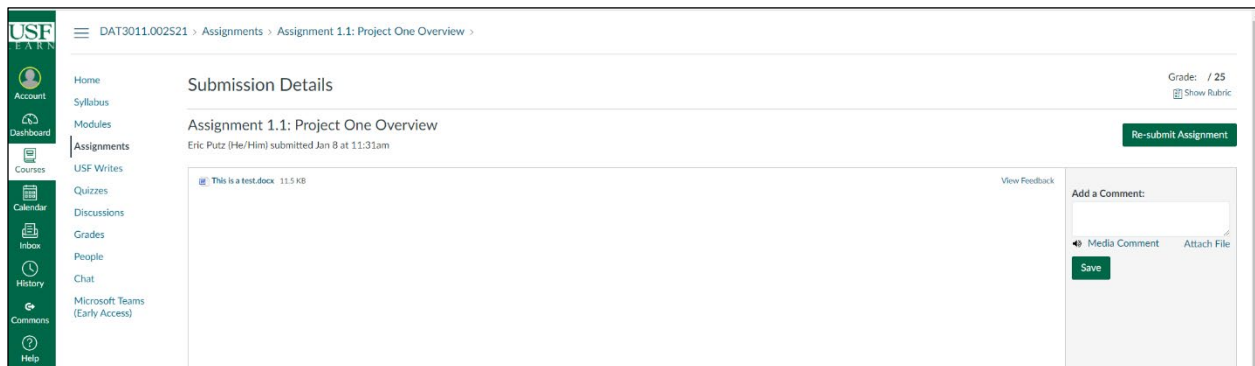 USF
LEARN
Account
Dashboard
Courses
Calendar
Inbox
History
Commons
Help
DAT3011.002S21 > Assignments > Assignment 1.1: Project One Overview >
Home
Syllabus
Modules
Assignments
USF Writes
Quizzes
Discussions
Grades
People
Chat
Microsoft Teams
(Early Access)
Submission Details
Grade: / 25
Show Rubric
Assignment 1.1: Project One Overview
Eric Putz (He/Him) submitted Jan 8 at 11:31am
Re-submit Assignment
This is a test.docx 11.5 KB
View Feedback
Add a Comment:
Media Comment Attach File
Save